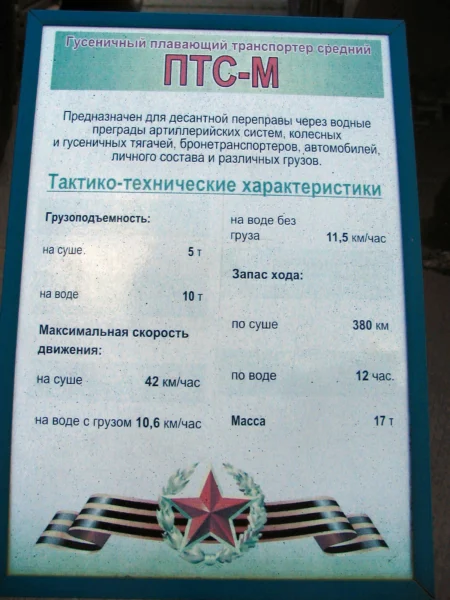 Гусеничный плавающий транспортер средний
ПТС-М
Предназначен для десантной переправы через водные
преграды артиллерийских систем, колесных
и гусеничных тягачей, бронетранспортеров, автомобилей,
личного состава и различных грузов.
Тактико-технические характеристики
Грузоподъемность:
на суше. 5 т
на воде 10 т
Максимальная скорость
движения:
на суше 42 км/час
на воде с грузом 10,6 км/час
на воде без
груза 11,5 км/час
Запас хода:
по суше 380 км
по воде 12 час.
Масса 17 т